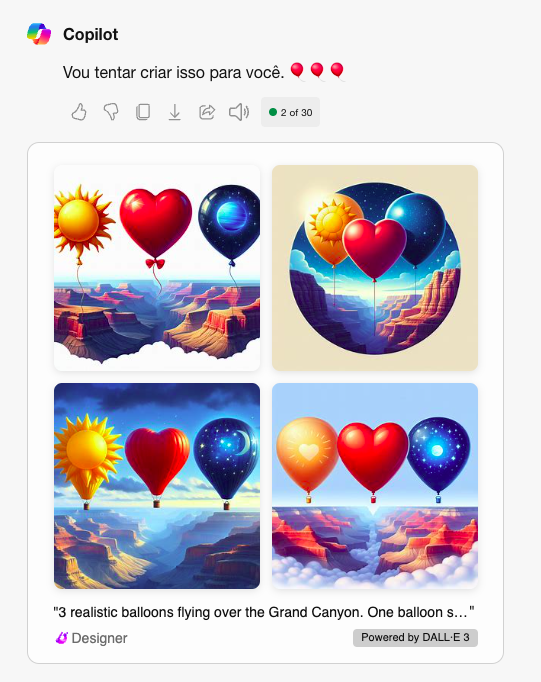 Copilot
Vou tentar criar isso para você. 🎈🎈🎈
2 of 30
"3 realistic balloons flying over the Grand Canyon. One balloon s..."
Designer
Powered by DALL·E 3